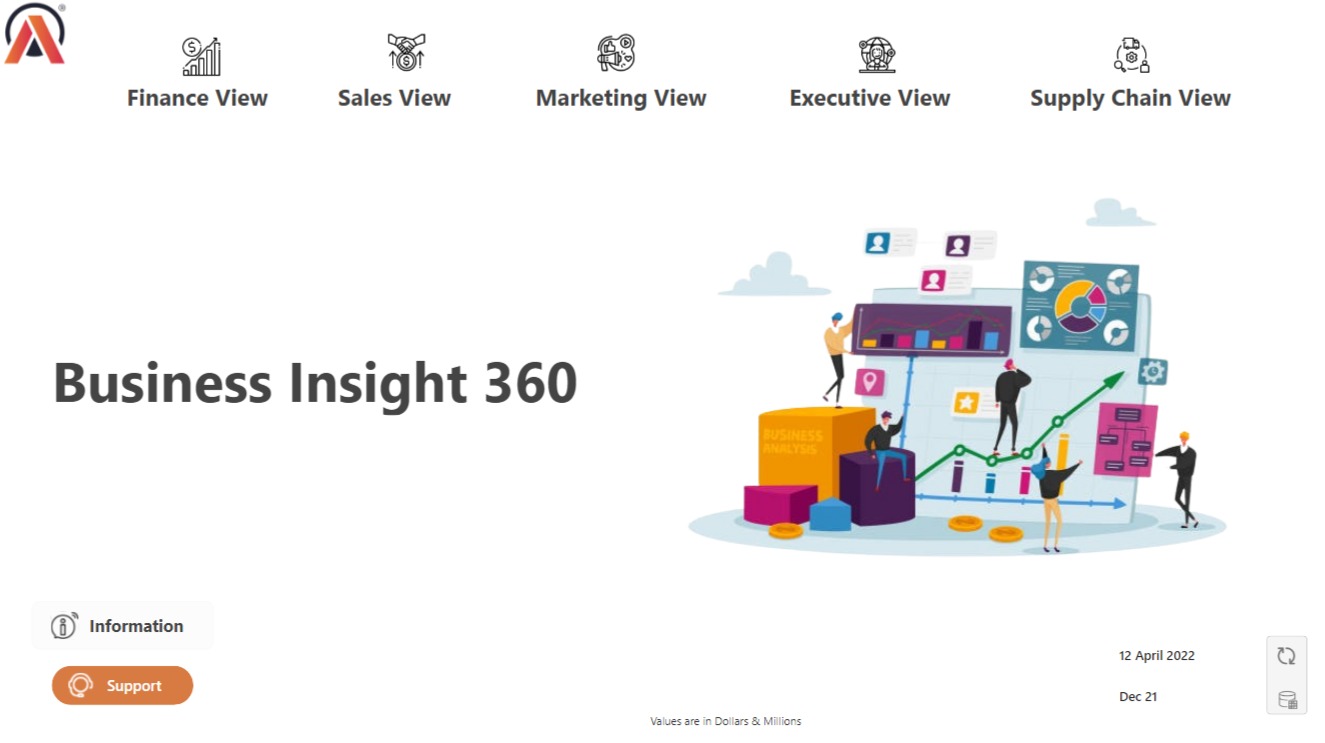 ®
Finance View
Sales View
Marketing View
Executive View
Supply Chain View
Business Insight 360
BUSINESS
ANALYSIS
Information
Support
12 April 2022
Dec 21
Values are in Dollars & Millions